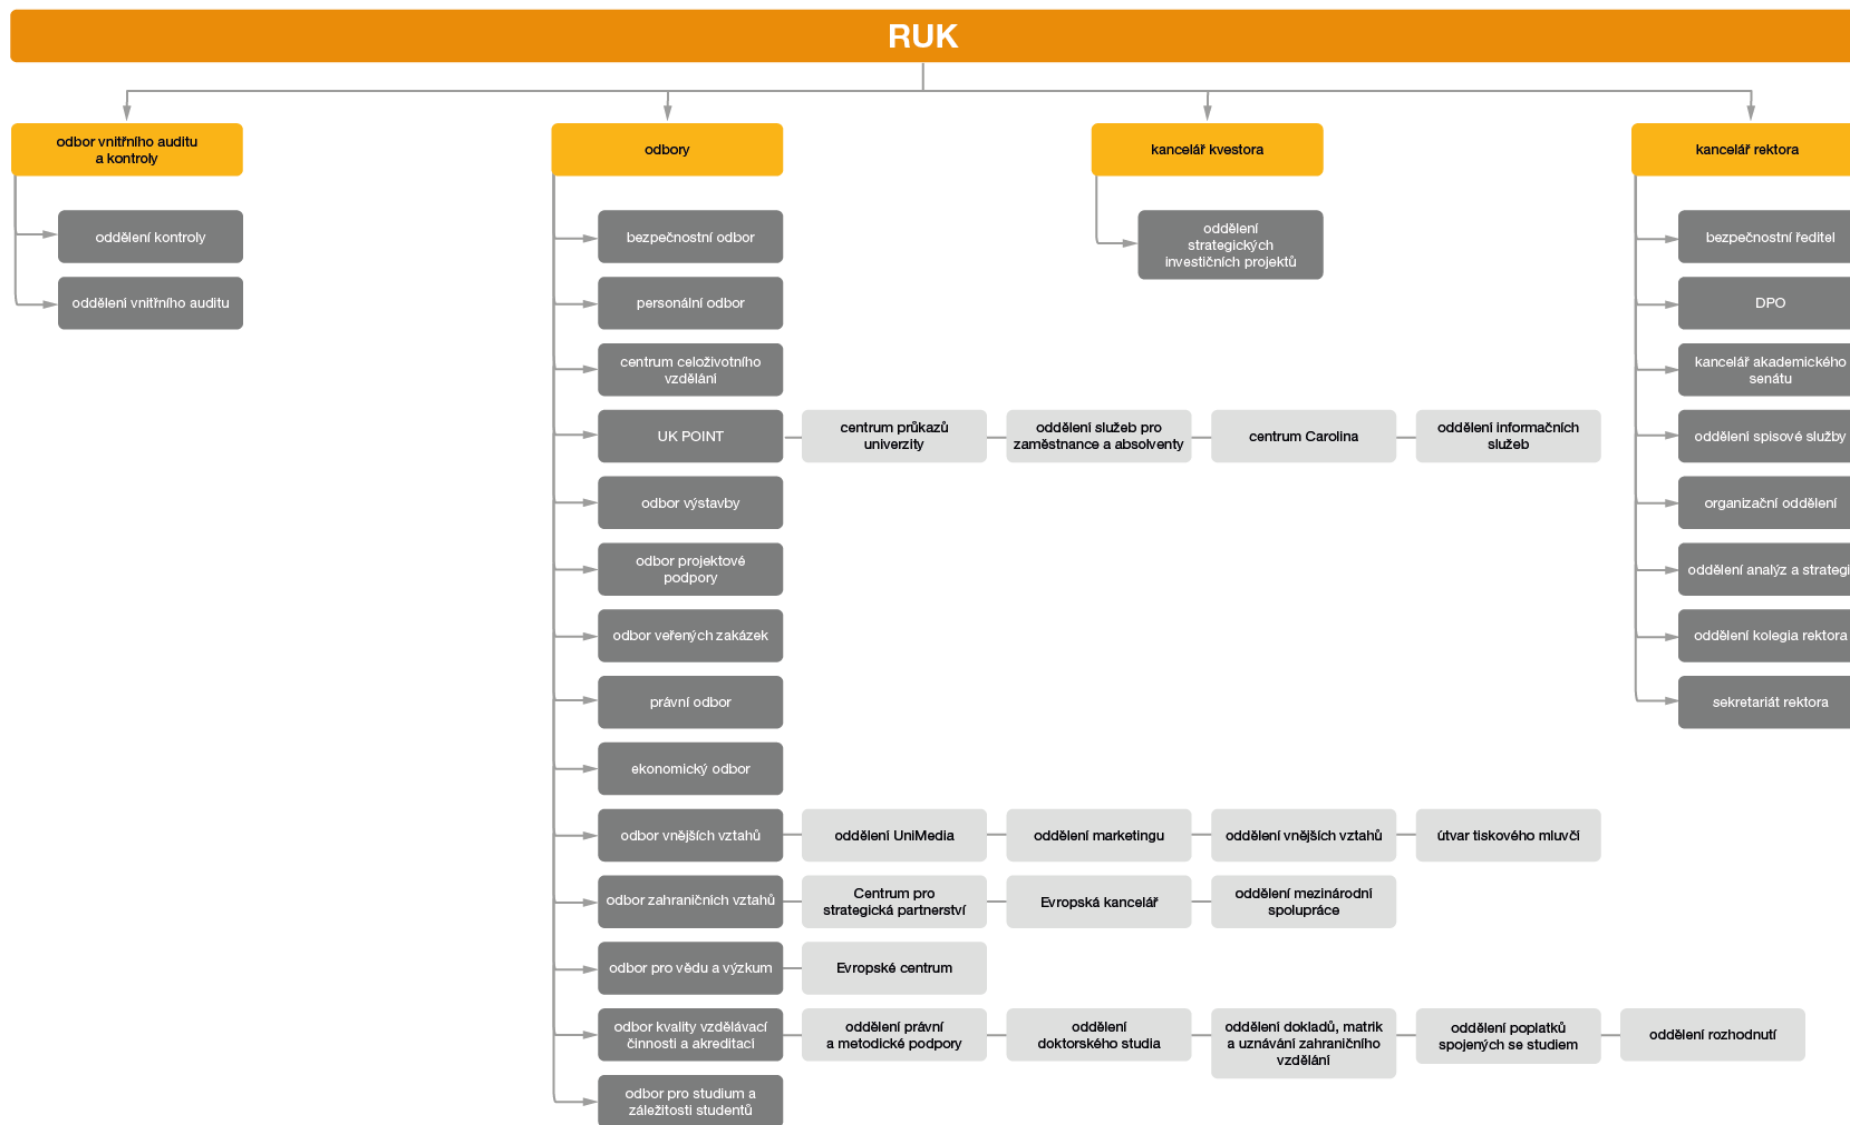 RUK
odbor vnitřního auditu
a kontroly
odbory
kancelář kvestora
kancelář rektora
oddělení kontroly
oddělení vnitřního auditu
bezpečnostní odbor
personální odbor
centrum celoživotního
vzdělání
UK POINT
centrum průkazů
univerzity
oddělení služeb pro
zaměstnance a absolventy
centrum Carolina
oddělení informačních
služeb
odbor výstavby
odbor projektové
podpory
odbor veřených zakázek
právní odbor
ekonomický odbor
odbor vnějších vztahů
oddělení UniMedia
oddělení marketingu
oddělení vnějších vztahů
útvar tiskového mluvčí
odbor zahraničních vztahů
Centrum pro
strategická partnerství
Evropská kancelář
oddělení mezinárodní
spolupráce
odbor pro vědu a výzkum
Evropské centrum
odbor kvality vzdělávací
činnosti a akreditací
oddělení právní
a metodické podpory
oddělení
doktorského studia
oddělení dokladů, matrik
a uznávání zahraničního
vzdělání
oddělení poplatků
spojených se studiem
oddělení rozhodnutí
odbor pro studium a
záležitosti studentů
oddělení
strategických
investičních projektů
bezpečnostní ředitel
DPO
kancelář akademického
senátu
oddělení spisové služby
organizační oddělení
oddělení analýz a strategi
oddělení kolegia rektora
sekretariát rektora